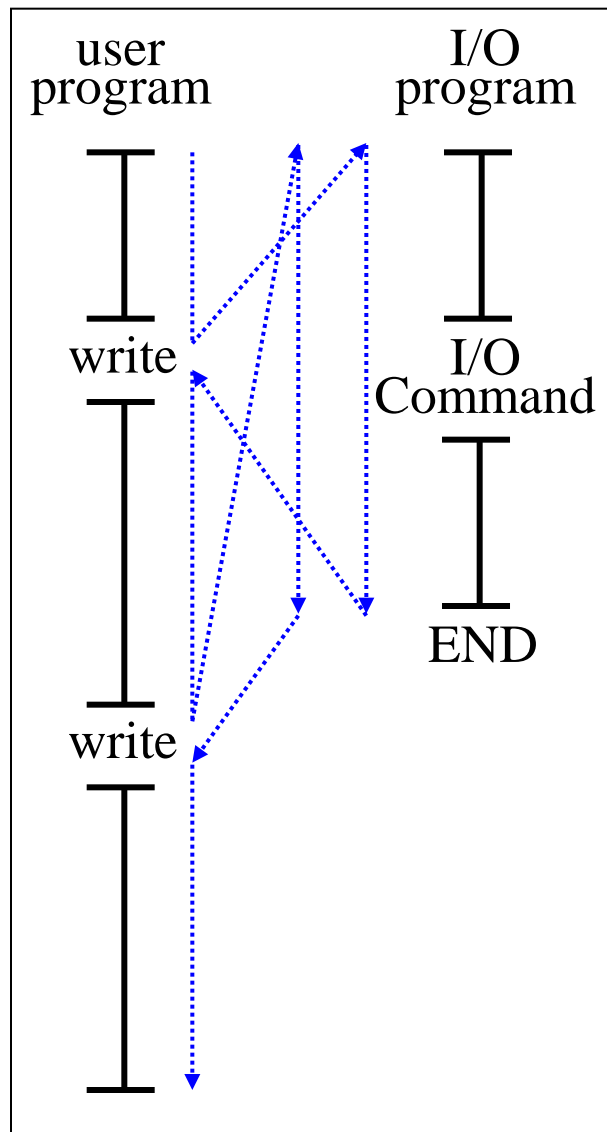 user
program
I/O
program
write
I/O
Command
END
write